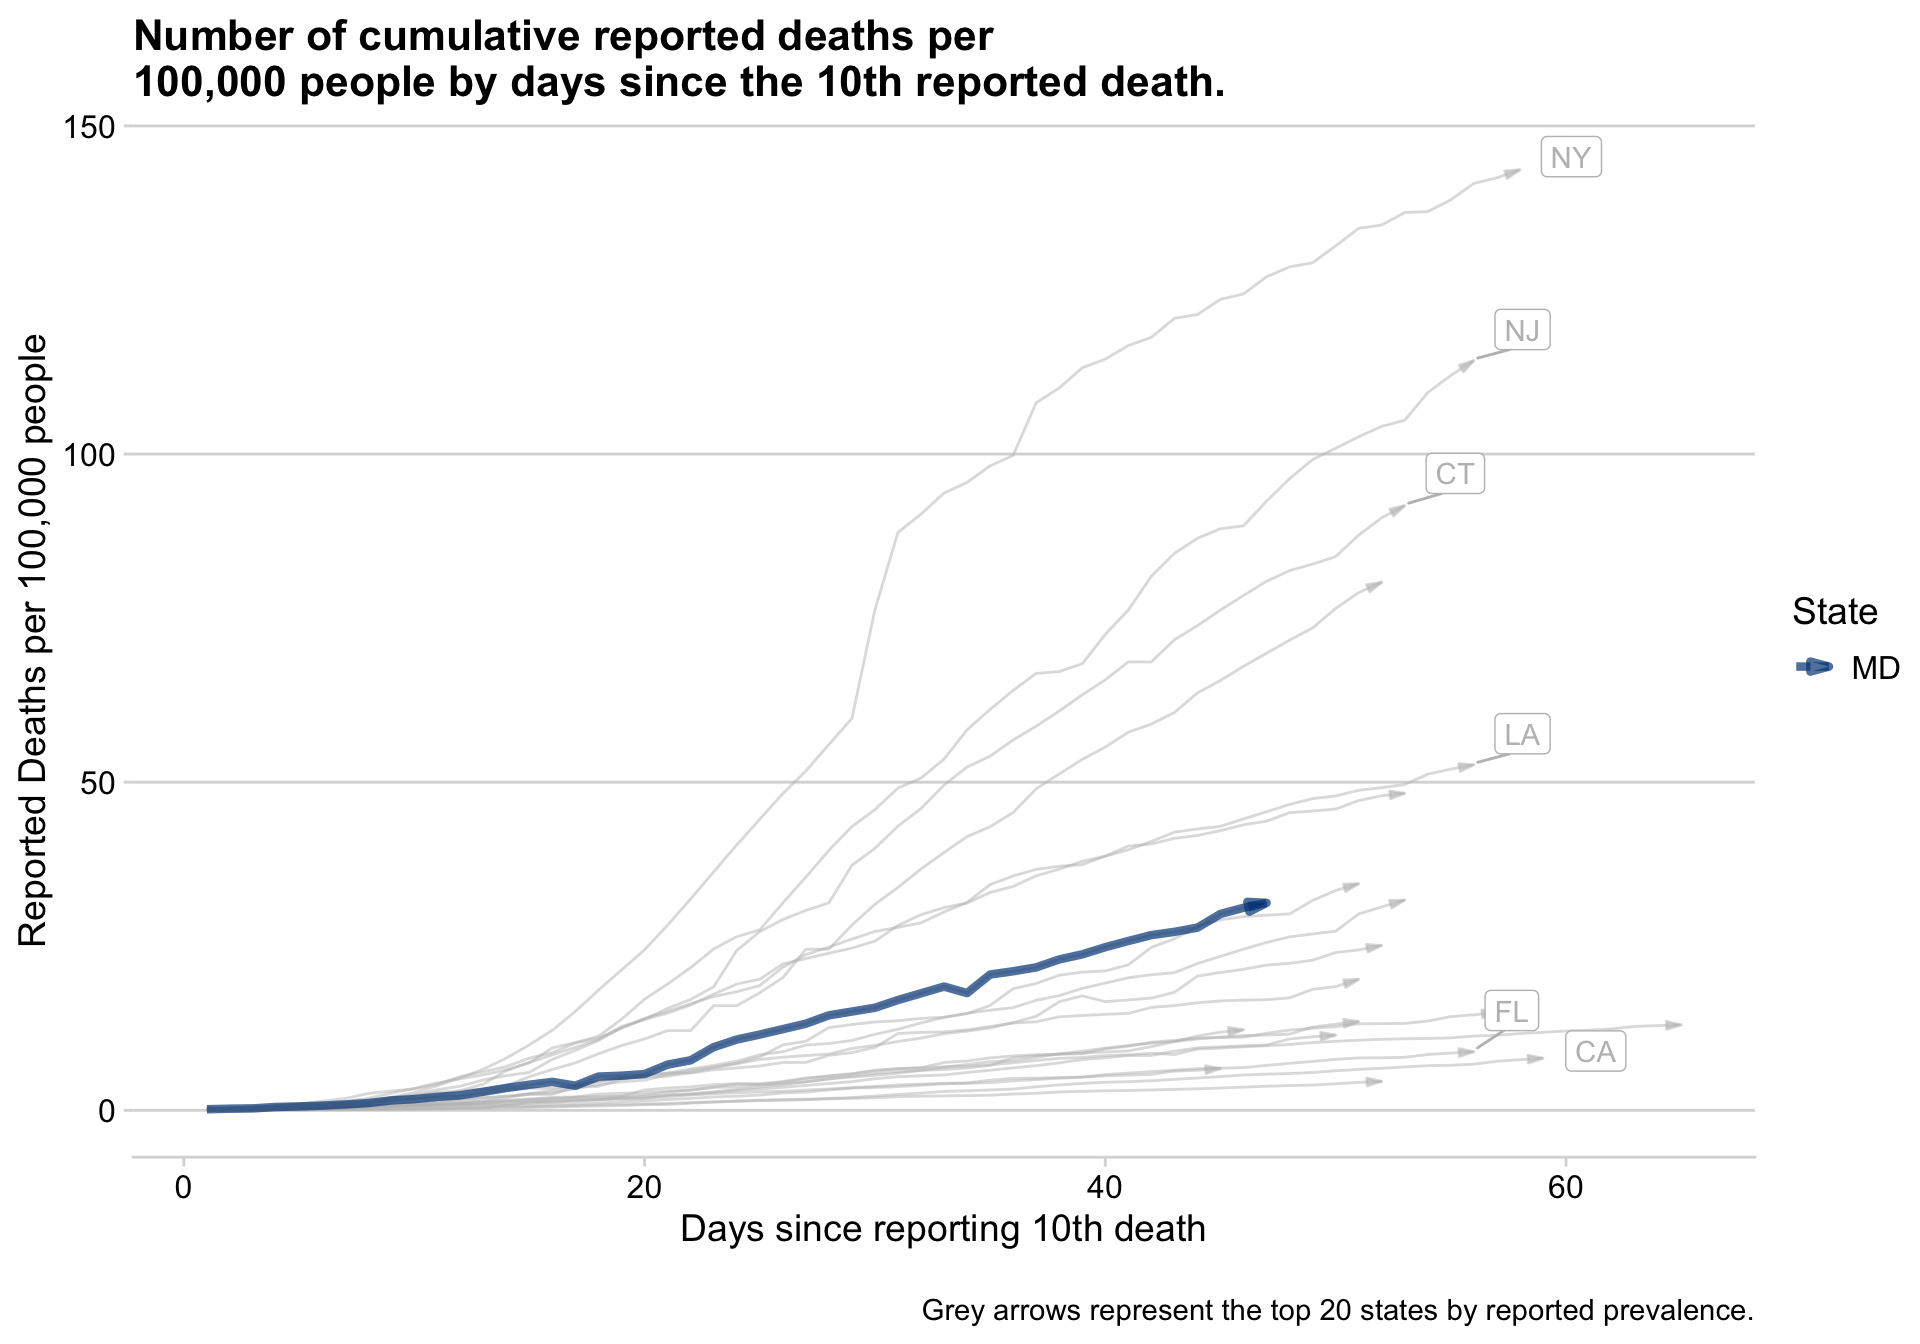 Number of cumulative reported deaths per
100,000 people by days since the 10th reported death.
Reported Deaths per 100,000 people
150
100
50
0
NY
NJ
CT
LA
FL
CA
State
MD
0 20 40 60
Days since reporting 10th death
Grey arrows represent the top 20 states by reported prevalence.